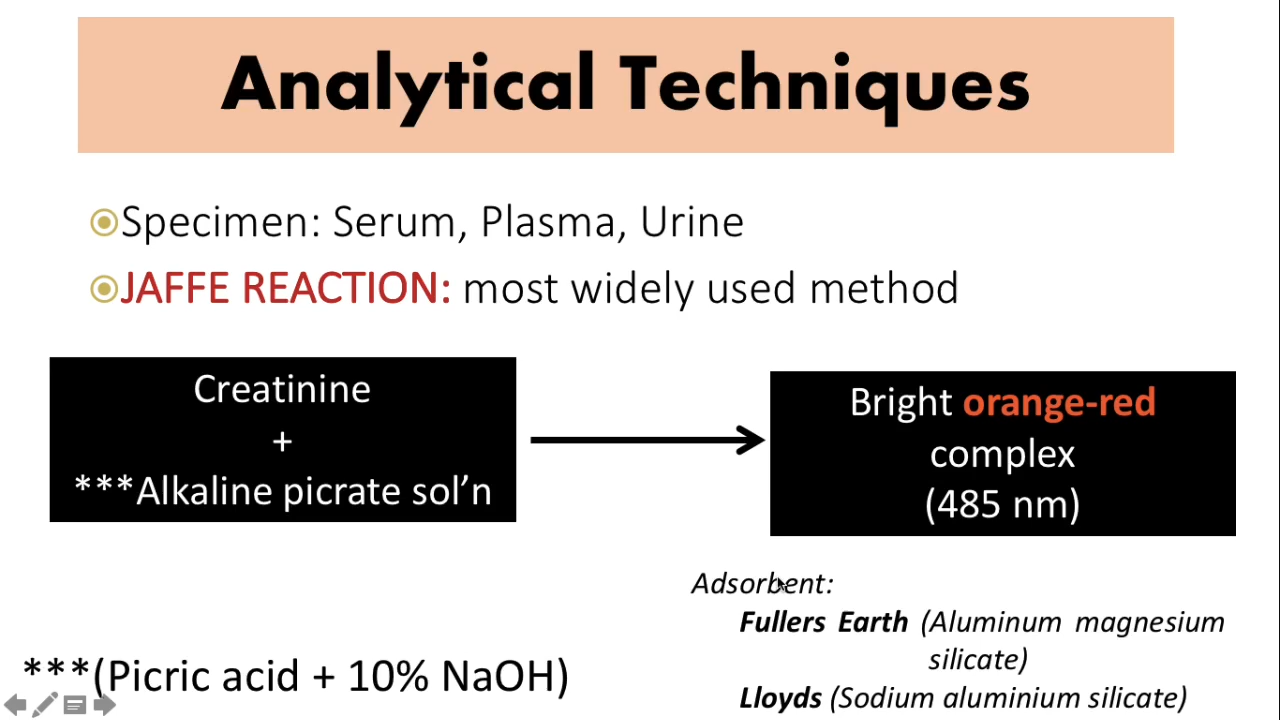 Analytical Techniques
Specimen: Serum, Plasma, Urine
JAFFE REACTION: most widely used method
Creatinine
+
***Alkaline picrate sol’n
Bright orange-red
complex
(485 nm)
Adsorbent:
Fullers Earth (Aluminum magnesium
silicate)
Lloyds (Sodium aluminium silicate)
***(Picric acid + 10% NaOH)